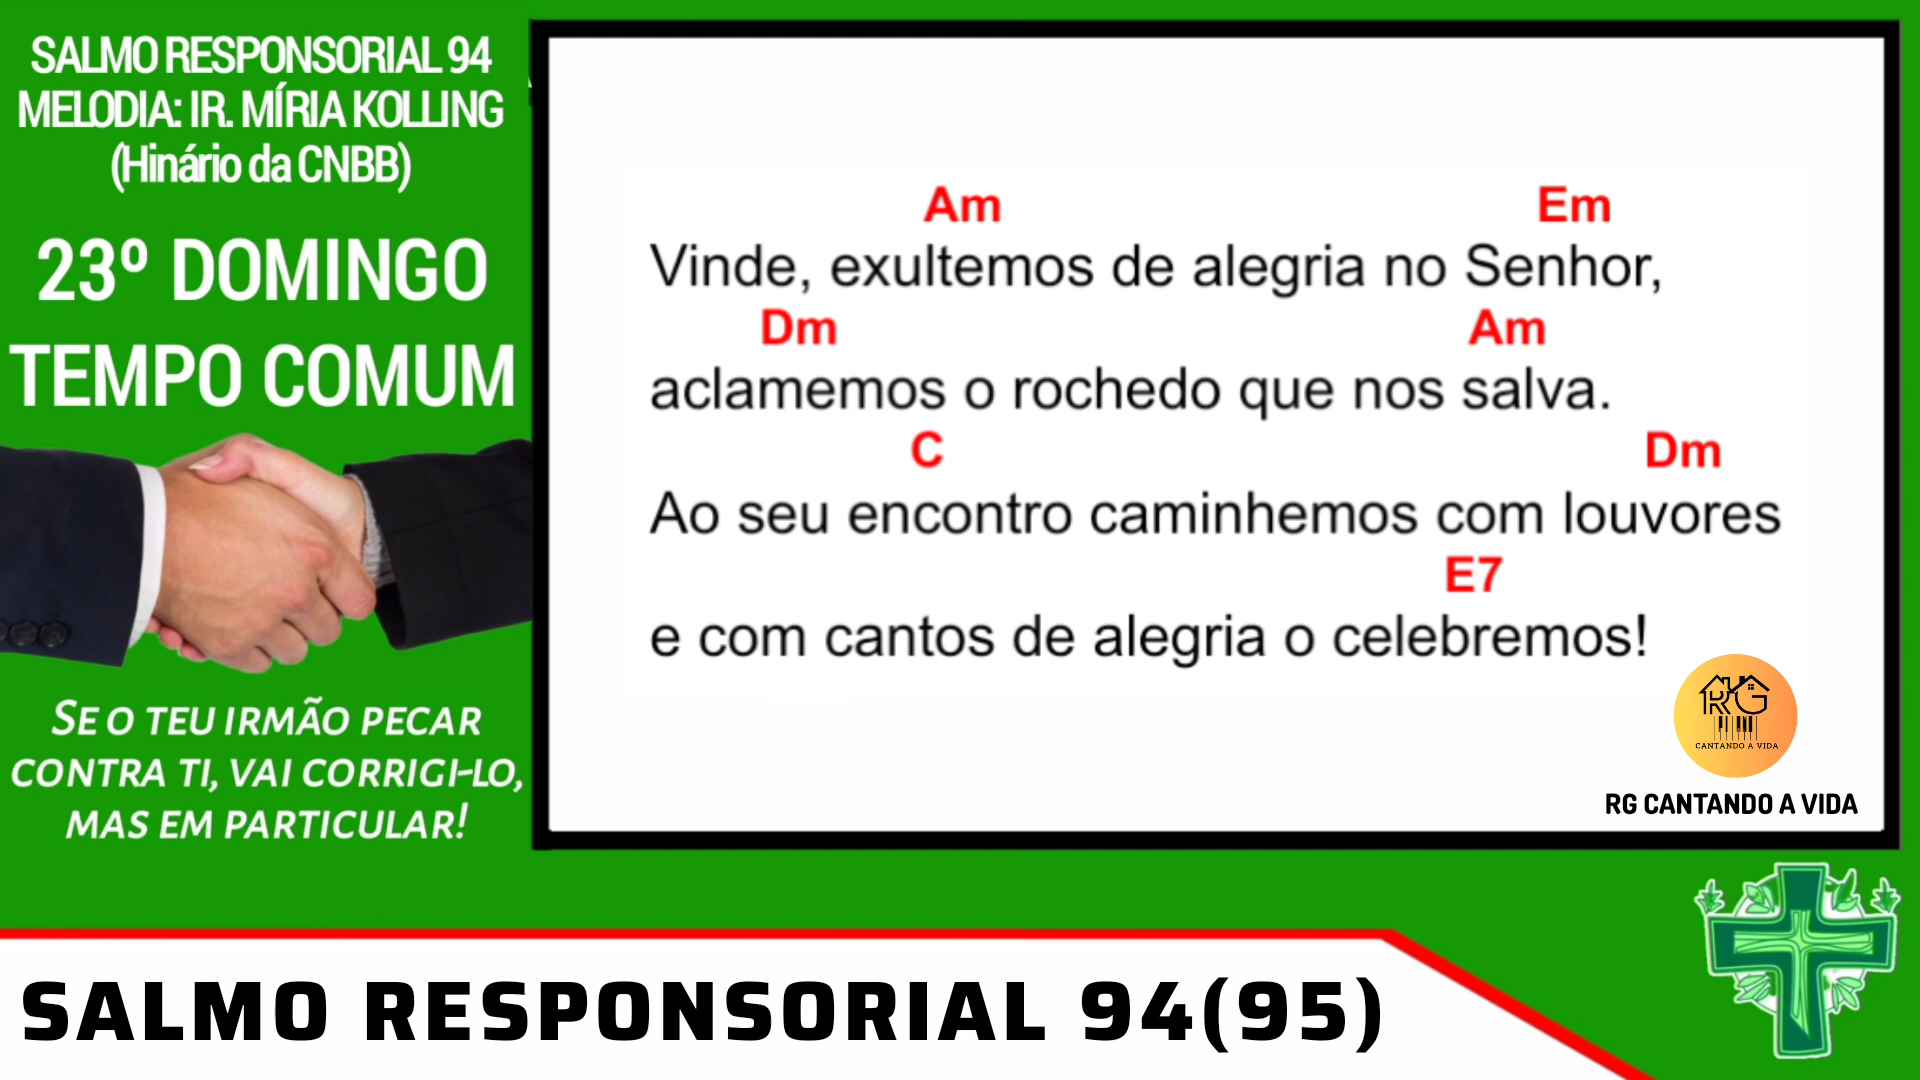 SALMO RESPONSORIAL 94
MELODIA: IR. MÍRIA KOLLING
(Hinário da CNBB)
23º DOMINGO
TEMPO COMUM
SE O TEU IRMÃO PECAR
CONTRA TI, VAI CORRIGI-LO,
MAS EM PARTICULAR!
Am Em
Vinde, exultemos de alegria no Senhor,
Dm Am
aclamemos o rochedo que nos salva.
C Dm
Ao seu encontro caminhemos com louvores
E7
e com cantos de alegria o celebremos!
RG
CANTANDO A VIDA
RG CANTANDO A VIDA
SALMO RESPONSORIAL 94(95)